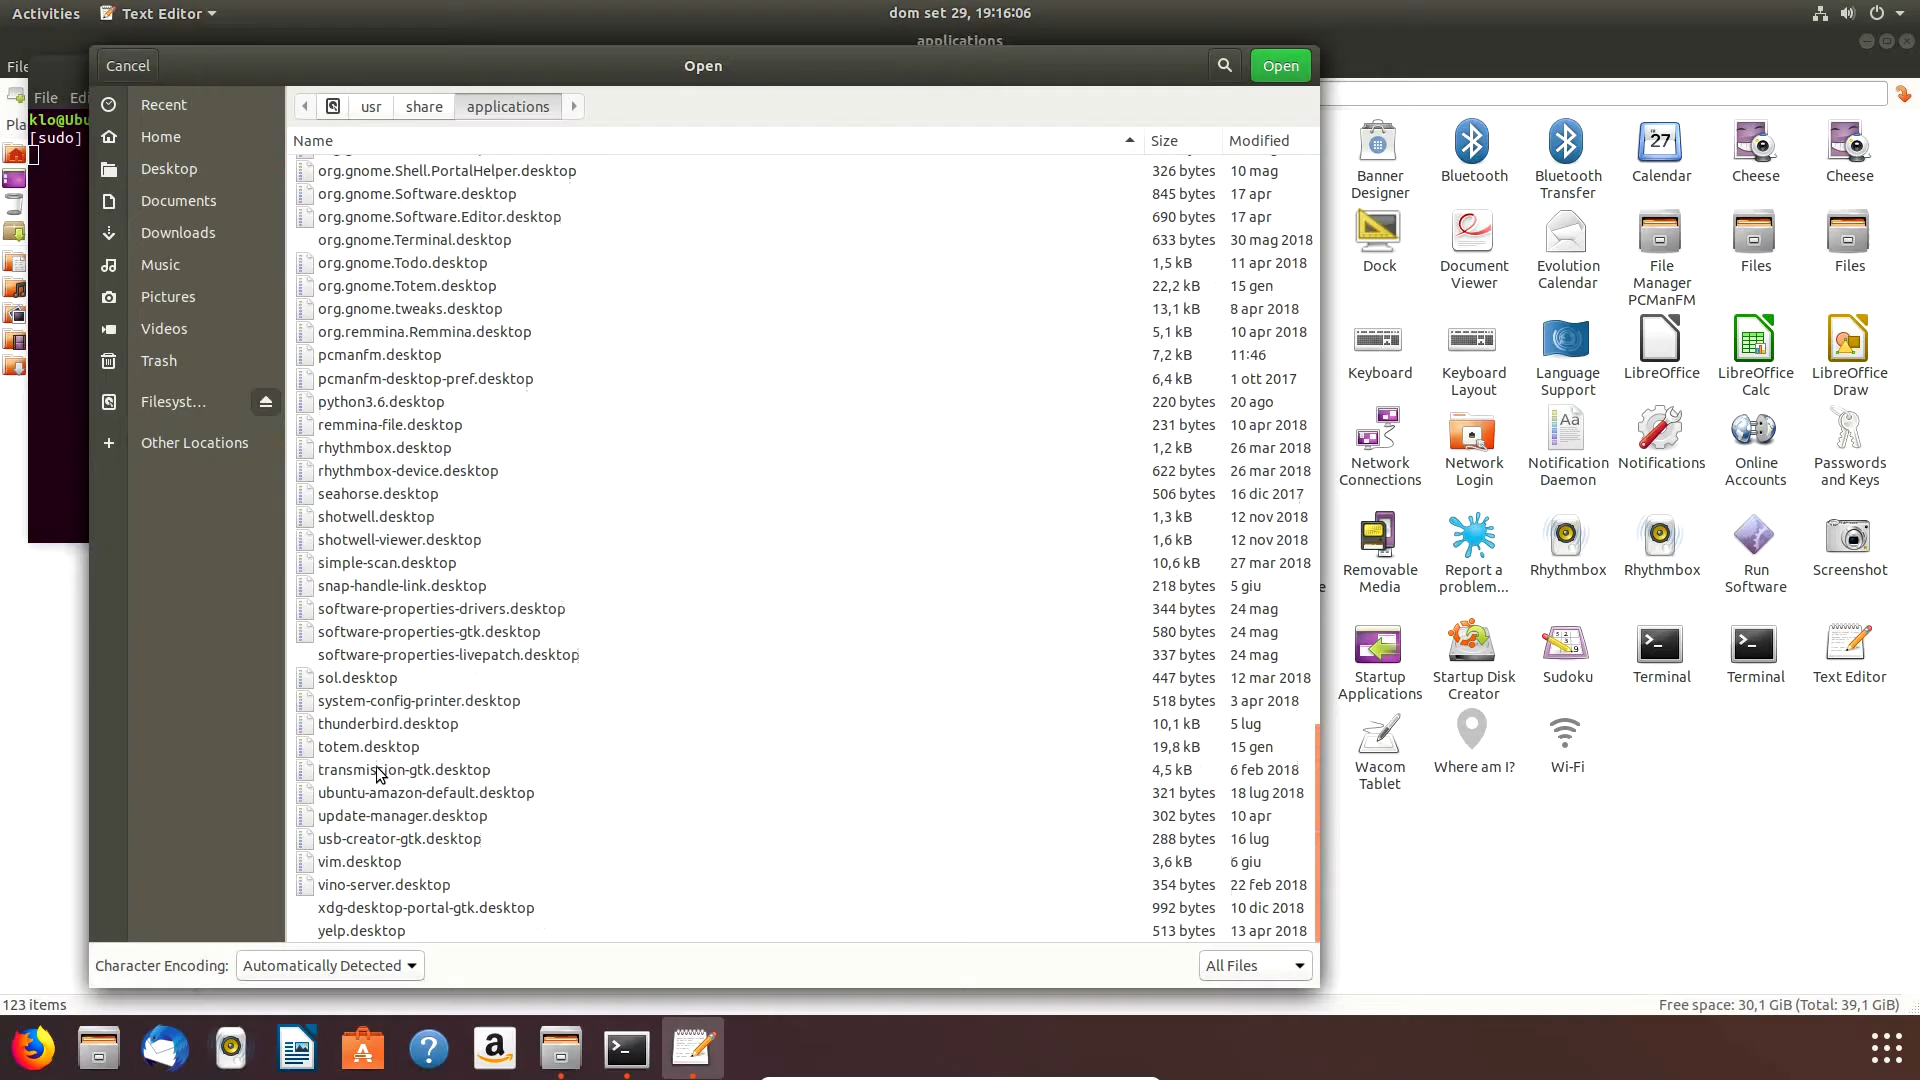 Activities
Text Editor
dom set 29, 19:16:06
applications
File
File Edi
Pla
klo@Ubu
[sudo]
Cancel
Open
Open
Recent
Home
Desktop
Documents
Downloads
Music
Pictures
Videos
Trash
Filesyst…
Other Locations
usr
share
applications
Name Size Modified
org.gnome.Shell.PortalHelper.desktop 326 bytes 10 mag
org.gnome.Software.desktop 845 bytes 17 apr
org.gnome.Software.Editor.desktop 690 bytes 17 apr
org.gnome.Terminal.desktop 633 bytes 30 mag 2018
org.gnome.Todo.desktop 1,5 kB 11 apr 2018
org.gnome.Totem.desktop 22,2 kB 15 gen
org.gnome.tweaks.desktop 13,1 kB 8 apr 2018
org.remmina.Remmina.desktop 5,1 kB 10 apr 2018
pcmanfm.desktop 7,2 kB 11:46
pcmanfm-desktop-pref.desktop 6,4 kB 1 ott 2017
python3.6.desktop 220 bytes 20 ago
remmina-file.desktop 231 bytes 10 apr 2018
rhythmbox.desktop 1,2 kB 26 mar 2018
rhythmbox-device.desktop 622 bytes 26 mar 2018
seahorse.desktop 506 bytes 16 dic 2017
shotwell.desktop 1,3 kB 12 nov 2018
shotwell-viewer.desktop 1,6 kB 12 nov 2018
simple-scan.desktop 10,6 kB 27 mar 2018
snap-handle-link.desktop 218 bytes 5 giu
software-properties-drivers.desktop 344 bytes 24 mag
software-properties-gtk.desktop 580 bytes 24 mag
software-properties-livepatch.desktop 337 bytes 24 mag
sol.desktop 447 bytes 12 mar 2018
system-config-printer.desktop 518 bytes 3 apr 2018
thunderbird.desktop 10,1 kB 5 lug
totem.desktop 19,8 kB 15 gen
transmission-gtk.desktop 4,5 kB 6 feb 2018
ubuntu-amazon-default.desktop 321 bytes 18 lug 2018
update-manager.desktop 302 bytes 10 apr
usb-creator-gtk.desktop 288 bytes 16 lug
vim.desktop 3,6 kB 6 giu
vino-server.desktop 354 bytes 22 feb 2018
xdg-desktop-portal-gtk.desktop 992 bytes 10 dic 2018
yelp.desktop 513 bytes 13 apr 2018
Character Encoding: Automatically Detected
All Files
27
Banner Bluetooth Bluetooth Calendar Cheese Cheese
Designer Transfer
Dock Document Evolution File Files Files
Viewer Calendar Manager
PCManFM
Keyboard Keyboard Language LibreOffice LibreOffice LibreOffice
Layout Support Calc Draw
Aa
Network Network Notification Notifications Online Passwords
Connections Login Daemon Accounts and Keys
Removable Report a Rhythmbox Rhythmbox Run Screenshot
e Media problem... Software
Startup Startup Disk Sudoku Terminal Terminal Text Editor
Applications Creator
Wacom Where am I? Wi-Fi
Tablet
123 items
Free space: 30,1 GiB (Total: 39,1 GiB)